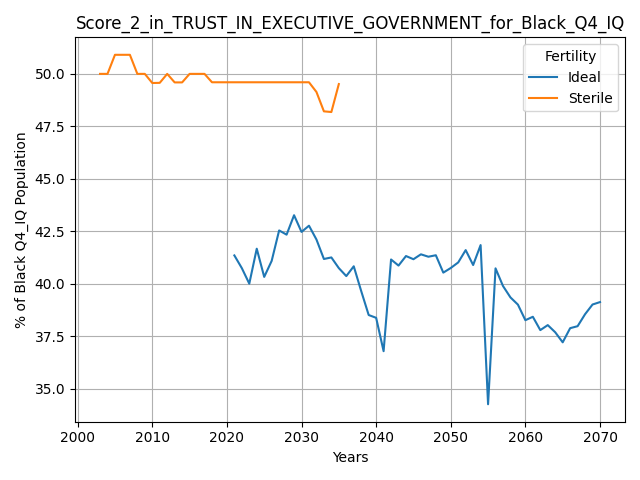 Score_2_in_TRUST_IN_EXECUTIVE_GOVERNMENT_for_Black_Q4_IQ
% of Black Q4_IQ Population
50.0
47.5
45.0
42.5
40.0
37.5
35.0
Fertility
Ideal
Sterile
2000 2010 2020 2030 2040 2050 2060 2070
Years